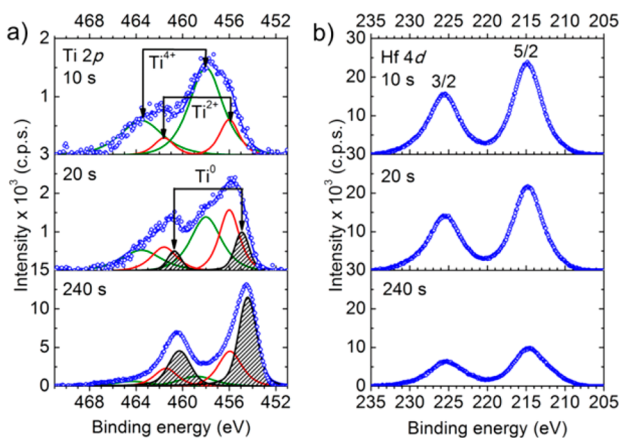 a)
468 464 460 456 452
2
1
3
2
1
15
10
5
0
Intensity x 10³ (c.p.s.)
Ti 2p
10 s
Ti⁴⁺
Ti²⁺
20 s
Ti⁰
240 s
468 464 460 456 452
Binding energy (eV)
b)
235 230 225 220 215 210 205
30
20
10
30
20
10
30
20
10
0
Intensity x 10³ (c.p.s.)
Hf 4d
10 s
3/2
5/2
20 s
240 s
235 230 225 220 215 210 205
Binding energy (eV)